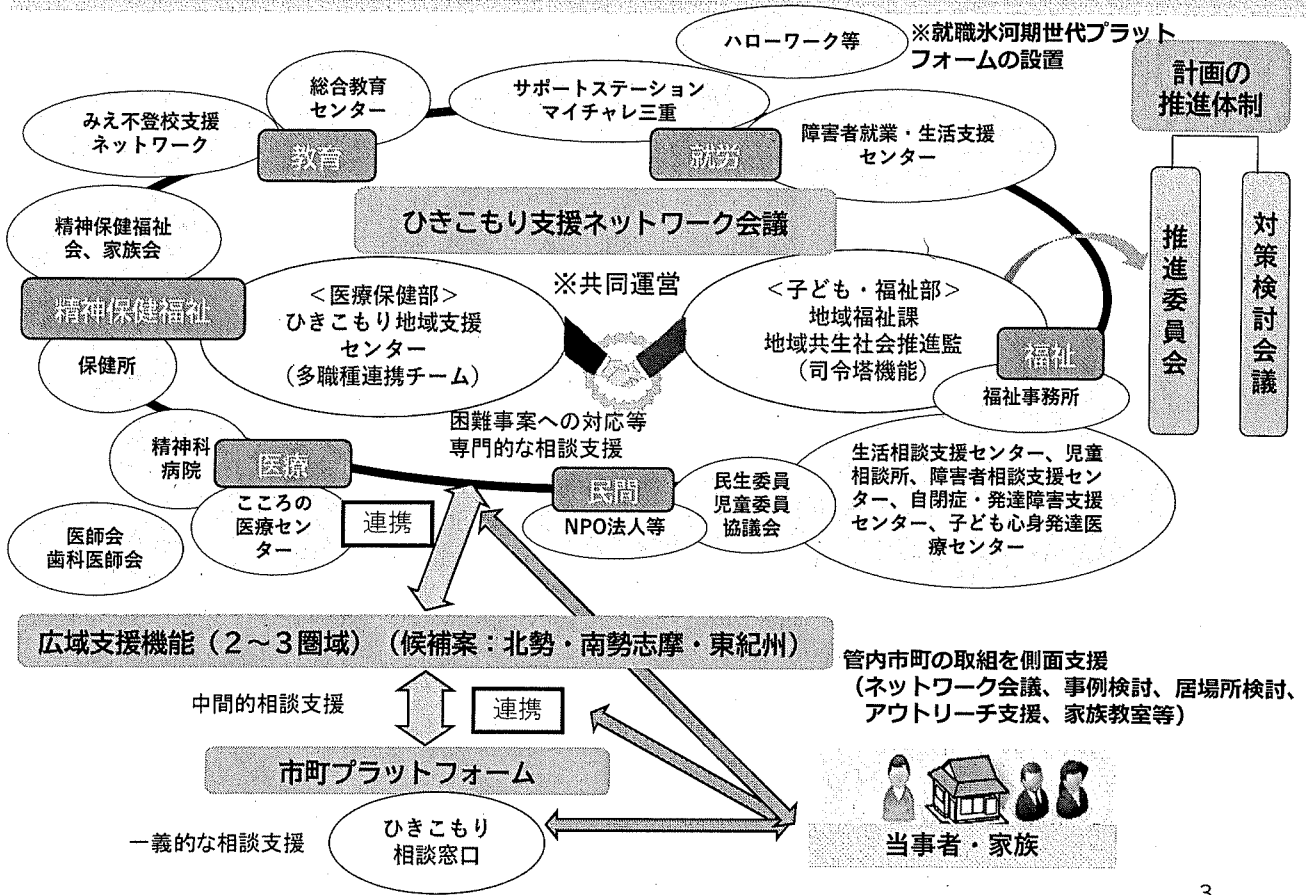 ハローワーク等
※就職氷河期世代プラット
フォームの設置
計画の
推進体制
総合教育
センター
サポートステーション
マイチャレ三重
みえ不登校支援
ネットワーク
教育
就労
障害者就業・生活支援
センター
ひきこもり支援ネットワーク会議
精神保健福祉
会、家族会
推進委員会
対策検討会議
※共同運営
精神保健福祉
<医療保健部>
ひきこもり地域支援
センター
(多職種連携チーム)
<子ども・福祉部>
地域福祉課
地域共生社会推進監
(司令塔機能)
福祉
保健所
福祉事務所
困難事案への対応等
専門的な相談支援
精神科
病院
医療
民間
民生委員
児童委員
協議会
生活相談支援センター、児童
相談所、障害者相談支援セン
ター、自閉症・発達障害支援
センター、子ども心身発達医
療センター
こころの
医療セン
ター
連携
NPO法人等
医師会
歯科医師会
広域支援機能(2~3圏域)(候補案:北勢・南勢志摩・東紀州)
管内市町の取組を側面支援
(ネットワーク会議、事例検討、居場所検討、
アウトリーチ支援、家族教室等)
中間的相談支援
連携
市町プラットフォーム
一義的な相談支援
ひきこもり
相談窓口
当事者・家族
3